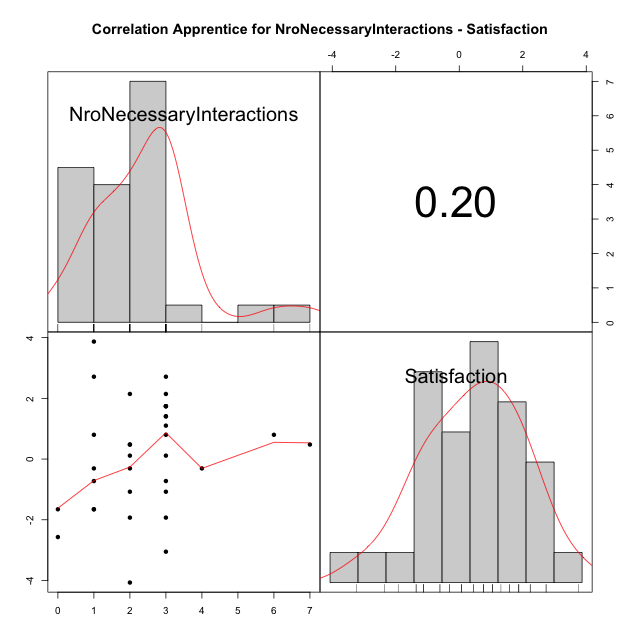 Correlation Apprentice for NroNecessaryInteractions - Satisfaction
-4 -2 0 2 4
NroNecessaryInteractions
0.20
7
6
5
4
3
2
1
0
4
2
0
-2
-4
Satisfaction
0 1 2 3 4 5 6 7